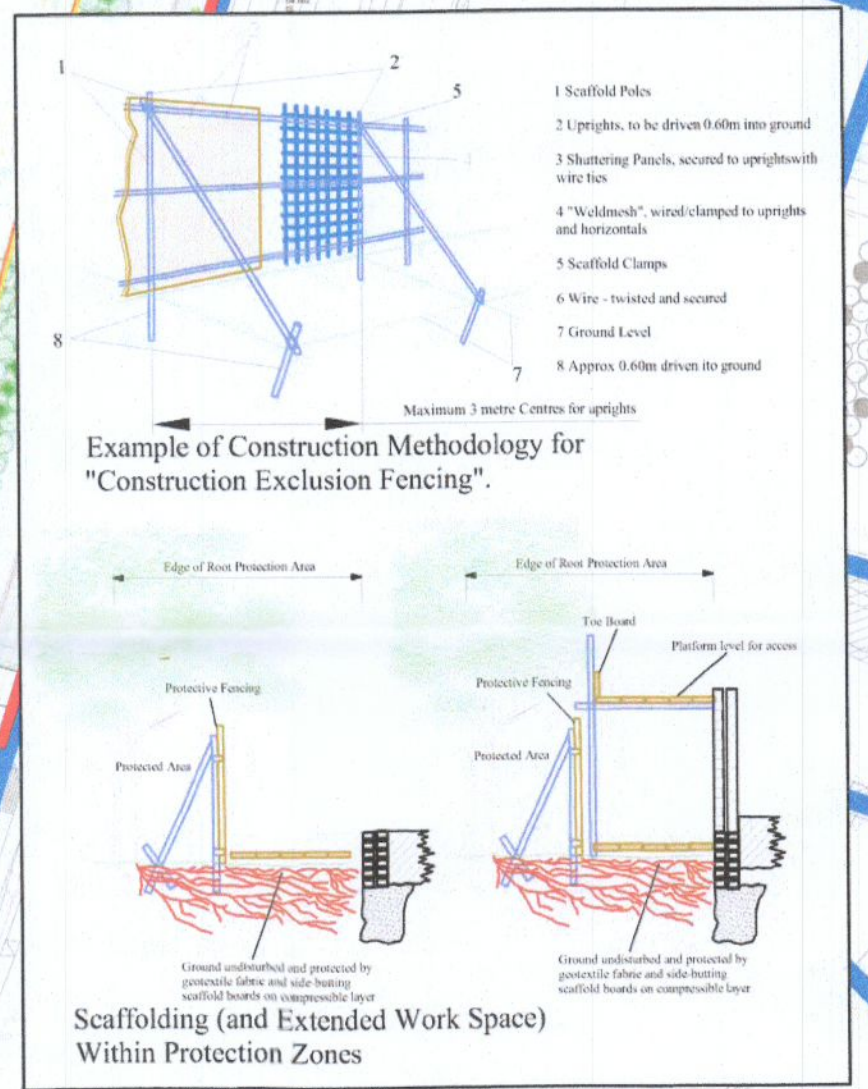 1
2
5
4
8
7
1 Scaffold Poles
2 Uprights, to be driven 0.60m into ground
3 Shuttering Panels, secured to uprightswith
wire ties
4 "Weldmesh", wired/clamped to uprights
and horizontals
5 Scaffold Clamps
6 Wire - twisted and secured
7 Ground Level
8 Approx 0.60m driven ito ground
Maximum 3 metre Centres for uprights
Example of Construction Methodology for
"Construction Exclusion Fencing".
Edge of Root Protection Area
Protective Fencing
Protected Area
Ground undisturbed and protected by
geotextile fabric and side-butting
scaffold boards on compressible layer
Edge of Root Protection Area
Toe Board
Platform level for access
Protective Fencing
Protected Area
Ground undisturbed and protected by
geotextile fabric and side-butting
scaffold boards on compressible layer
Scaffolding (and Extended Work Space)
Within Protection Zones